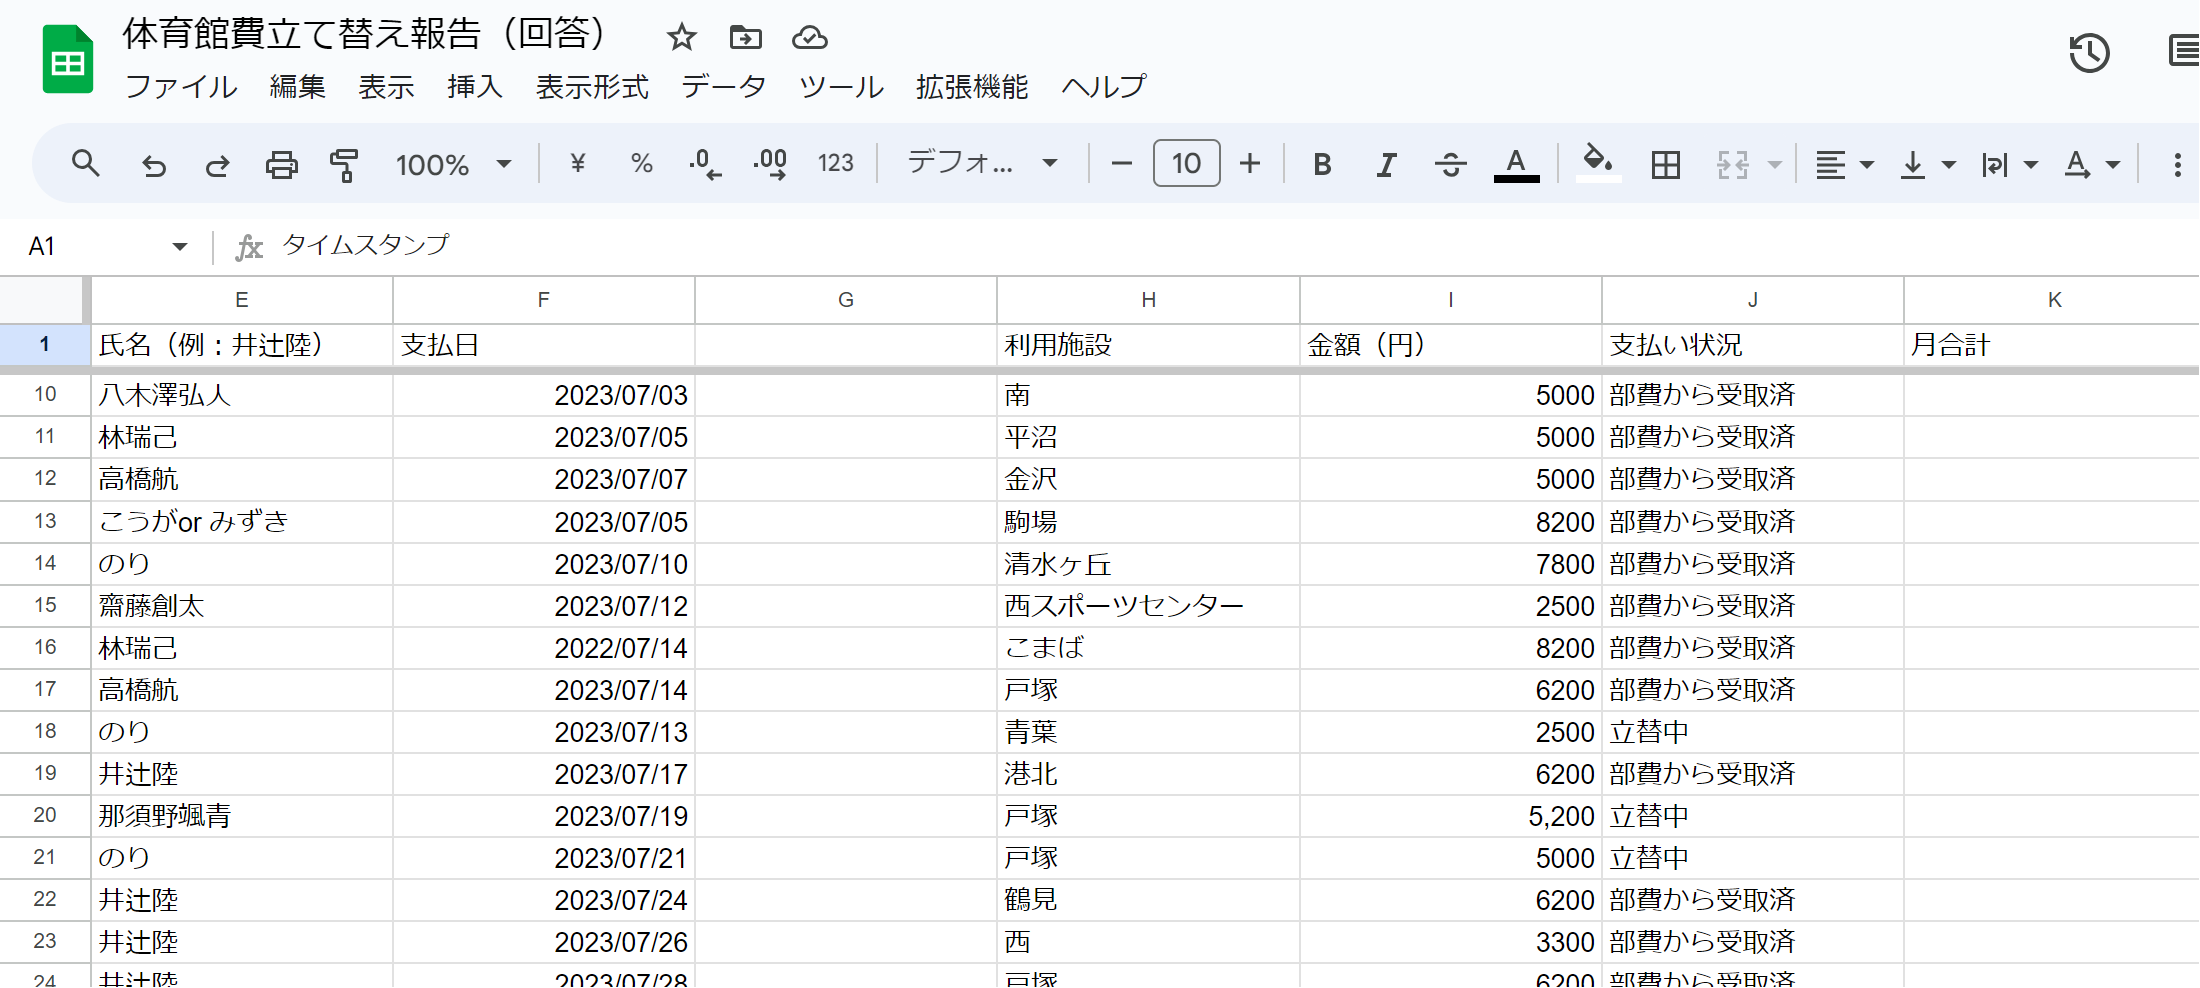 体育館費立て替え報告（回答）
ファイル 編集 表示 挿入 表示形式 データ ツール 拡張機能 ヘルプ
100% ¥ % .0 .00 123 デフォ... 10 B I S A A
A1 fx タイムスタンプ
E F G H I J K
1 氏名（例：井辻陸） 支払日 利用施設 金額（円） 支払い状況 月合計
10 八木澤弘人 2023/07/03 南 5000 部費から受取済
11 林瑞己 2023/07/05 平沼 5000 部費から受取済
12 高橋航 2023/07/07 金沢 5000 部費から受取済
13 こうがor みずき 2023/07/05 駒場 8200 部費から受取済
14 のり 2023/07/10 清水ヶ丘 7800 部費から受取済
15 齋藤創太 2023/07/12 西スポーツセンター 2500 部費から受取済
16 林瑞己 2022/07/14 こまば 8200 部費から受取済
17 高橋航 2023/07/14 戸塚 6200 部費から受取済
18 のり 2023/07/13 青葉 2500 立替中
19 井辻陸 2023/07/17 港北 6200 部費から受取済
20 那須野颯青 2023/07/19 戸塚 5,200 立替中
21 のり 2023/07/21 戸塚 5000 立替中
22 井辻陸 2023/07/24 鶴見 6200 部費から受取済
23 井辻陸 2023/07/26 西 3300 部費から受取済
24 井辻陸 2023/07/28 戸塚 6200 部費から受取済